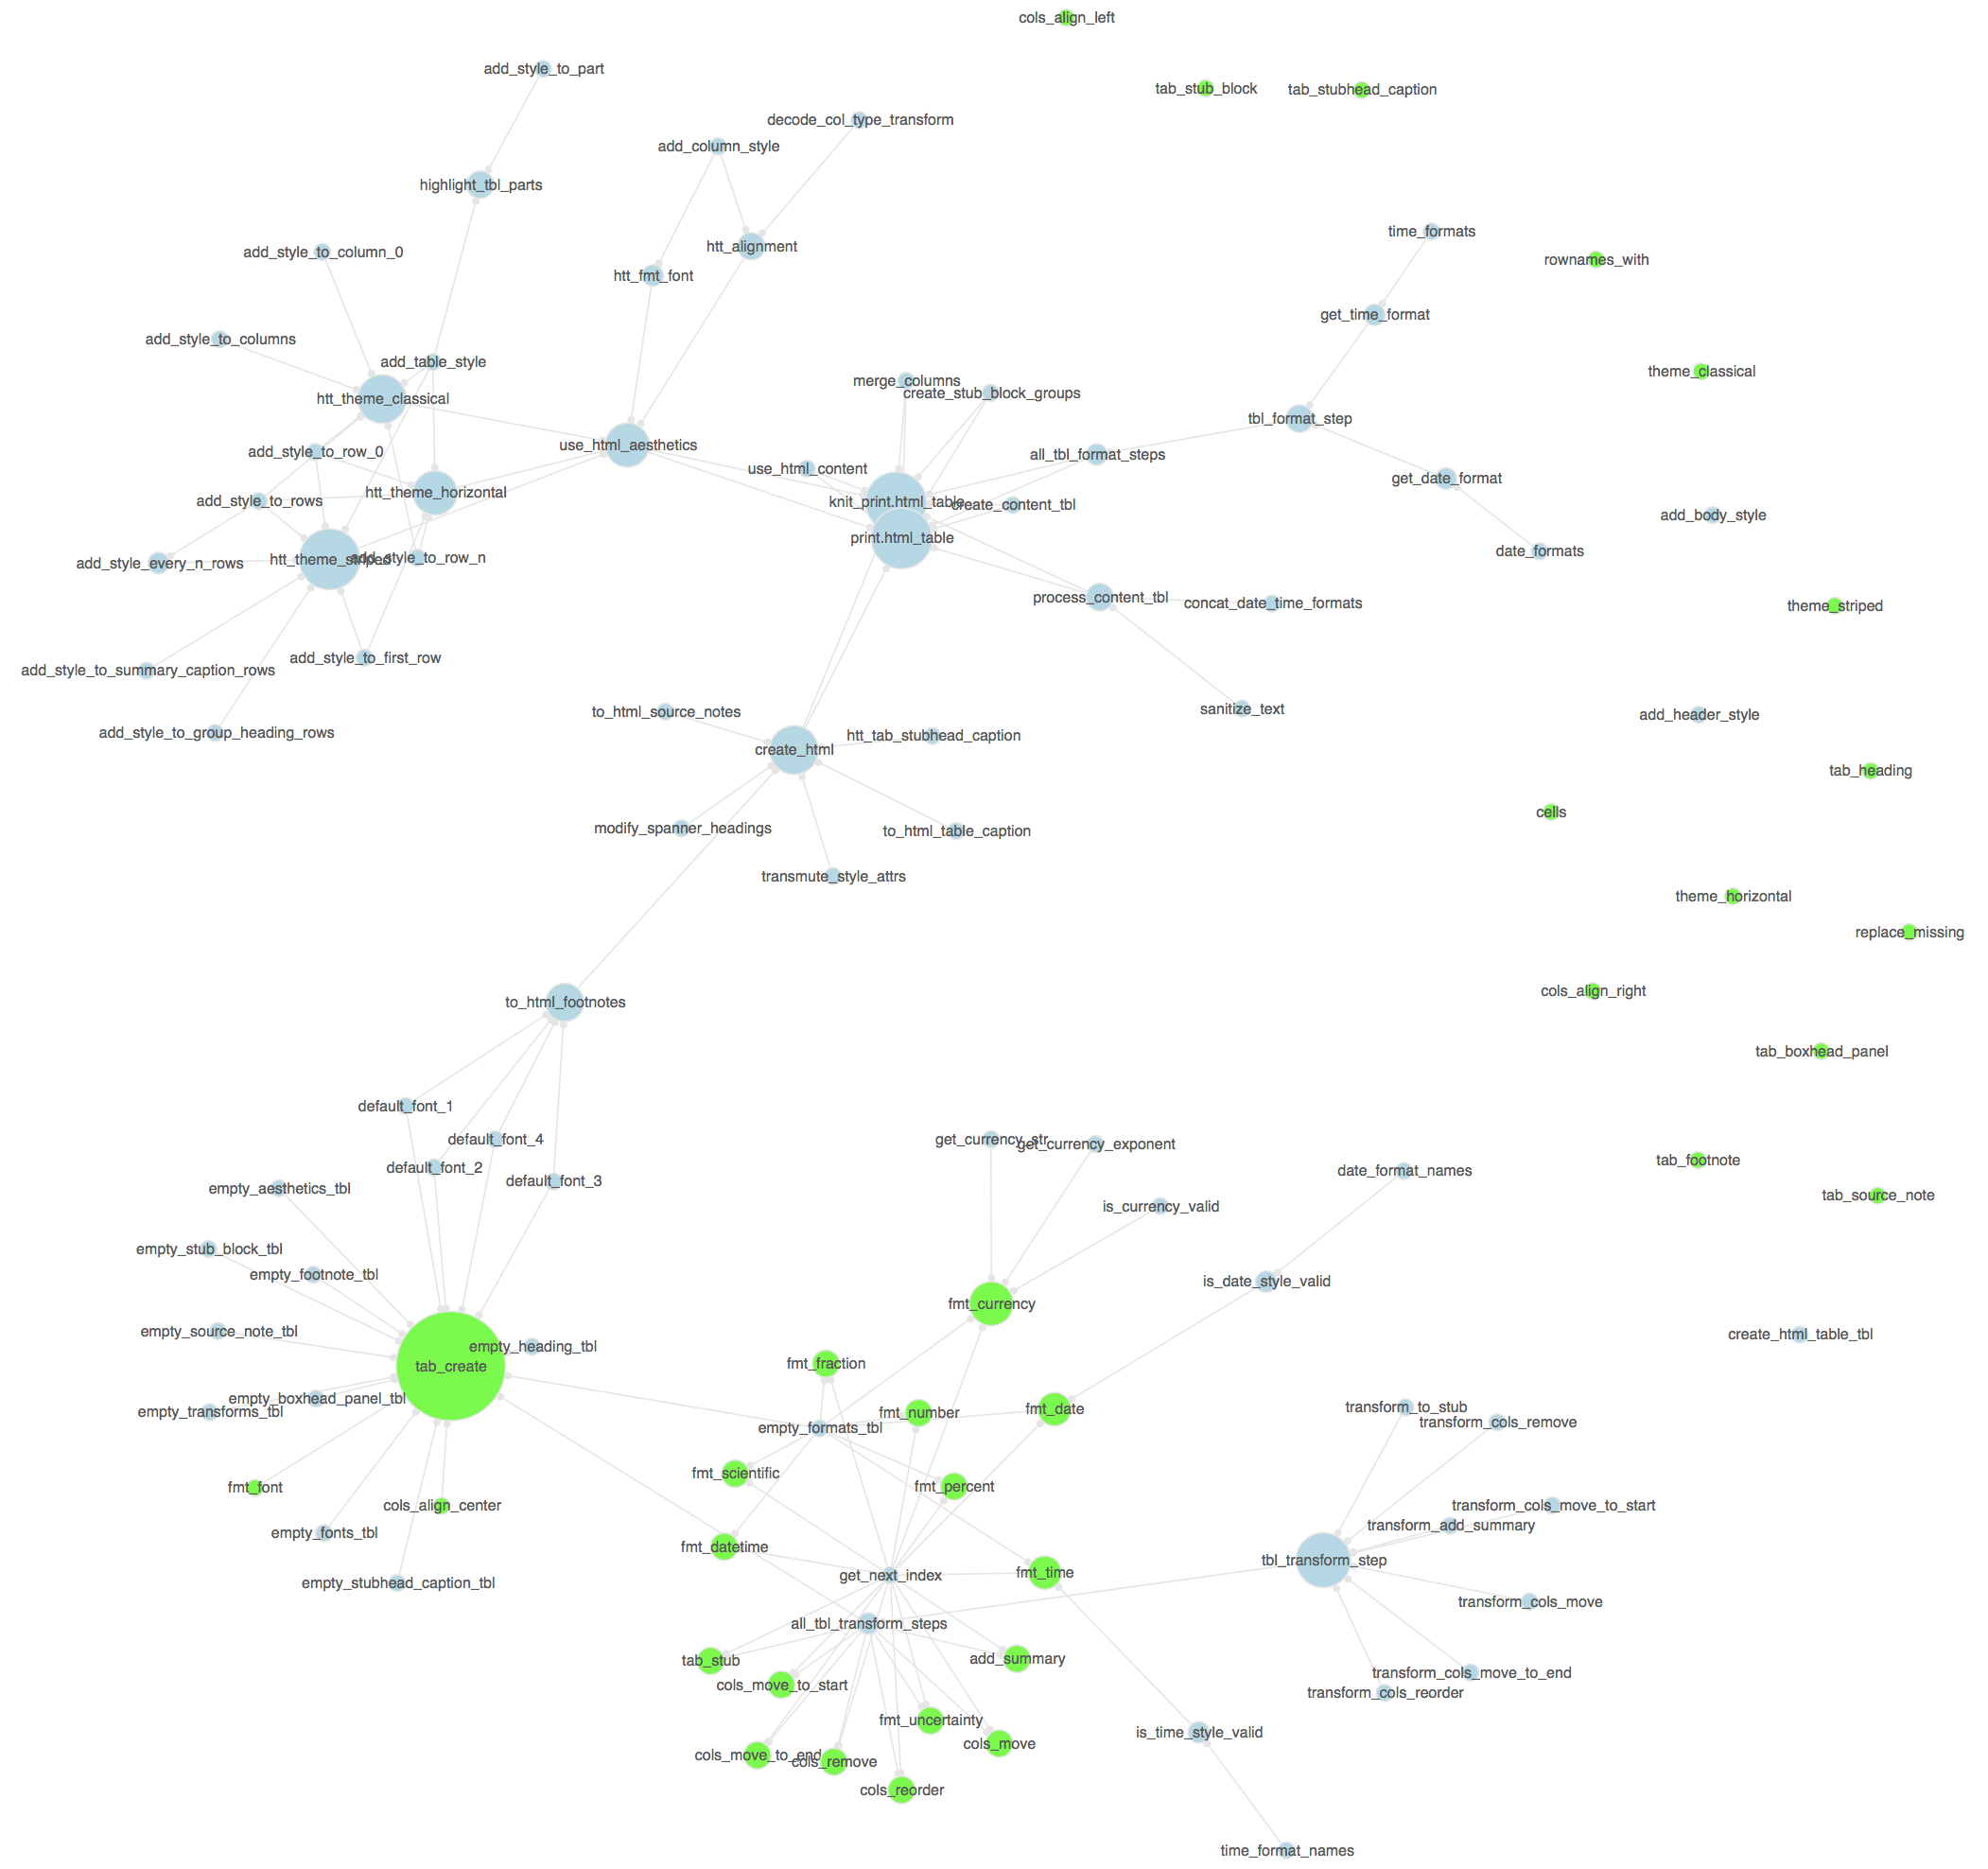 cols_align_left
add_style_to_part
tab_stub_block
tab_stubhead_caption
decode_col_type_transform
add_column_style
highlight_tbl_parts
time_formats
htt_alignment
add_style_to_column_0
rownames_with
htt_fmt_font
get_time_format
add_style_to_columns
add_table_style
theme_classical
merge_columns
create_stub_block_groups
htt_theme_classical
tbl_format_step
use_html_aesthetics
add_style_to_row_0
all_tbl_format_steps
use_html_content
get_date_format
htt_theme_horizontal
add_style_to_rows
knit_print.html_table
create_content_tbl
add_body_style
print.html_table
date_formats
add_style_every_n_rows
htt_theme_striped
add_style_to_row_n
process_content_tbl
concat_date_time_formats
theme_striped
add_style_to_first_row
add_style_to_summary_caption_rows
sanitize_text
to_html_source_notes
add_header_style
add_style_to_group_heading_rows
htt_tab_stubhead_caption
create_html
tab_heading
cells
modify_spanner_headings
to_html_table_caption
transmute_style_attrs
theme_horizontal
replace_missing
cols_align_right
to_html_footnotes
tab_boxhead_panel
default_font_1
default_font_4
get_currency_str
get_currency_exponent
tab_footnote
default_font_2
date_format_names
default_font_3
empty_aesthetics_tbl
tab_source_note
is_currency_valid
empty_stub_block_tbl
empty_footnote_tbl
is_date_style_valid
fmt_currency
empty_source_note_tbl
create_html_table_tbl
empty_heading_tbl
fmt_fraction
tab_create
empty_boxhead_panel_tbl
transform_to_stub
fmt_date
empty_transforms_tbl
fmt_number
transform_cols_remove
empty_formats_tbl
fmt_scientific
fmt_font
fmt_percent
cols_align_center
transform_cols_move_to_start
transform_add_summary
empty_fonts_tbl
fmt_datetime
tbl_transform_step
fmt_time
get_next_index
empty_stubhead_caption_tbl
transform_cols_move
all_tbl_transform_steps
tab_stub
add_summary
transform_cols_move_to_end
cols_move_to_start
transform_cols_reorder
fmt_uncertainty
is_time_style_valid
cols_move
cols_move_to_end
cols_remove
cols_reorder
time_format_names